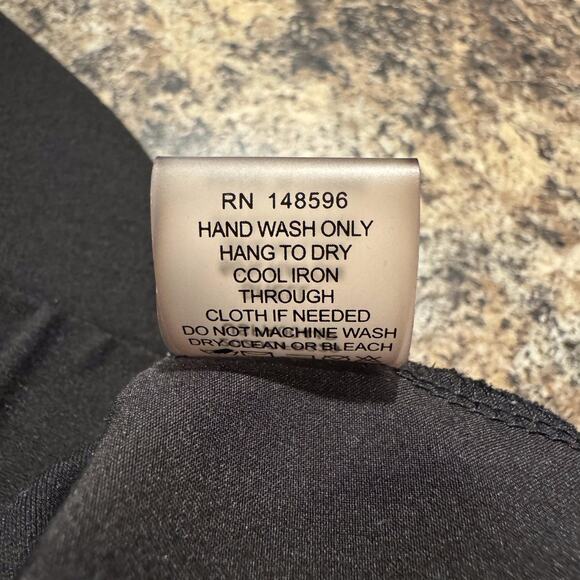 RN 148596
HAND WASH ONLY
HANG TO DRY
COOL IRON
THROUGH
CLOTH IF NEEDED
DO NOT MACHINE WASH
DRY CLEAN OR BLEACH